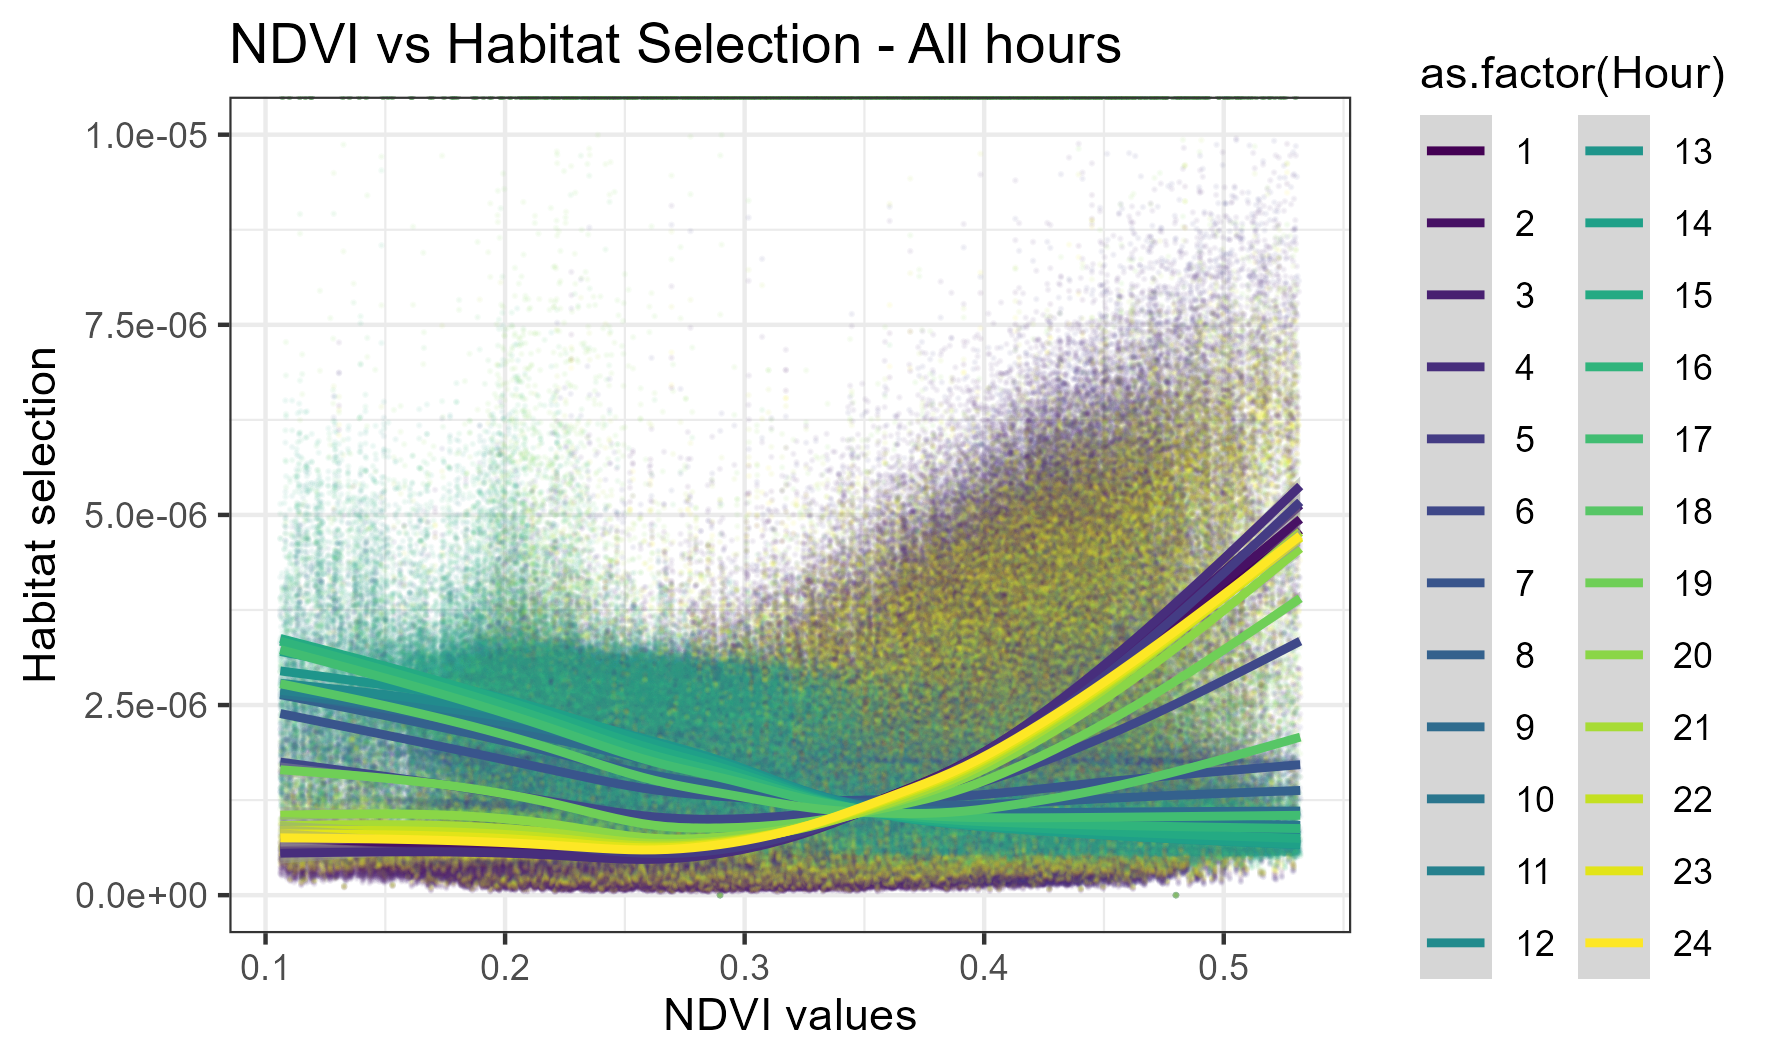 NDVI vs Habitat Selection - All hours
as.factor(Hour)
1.0e-05
7.5e-06
5.0e-06
2.5e-06
0.0e+00
Habitat selection
0.1 0.2 0.3 0.4 0.5
NDVI values
1 13
2 14
3 15
4 16
5 17
6 18
7 19
8 20
9 21
10 22
11 23
12 24